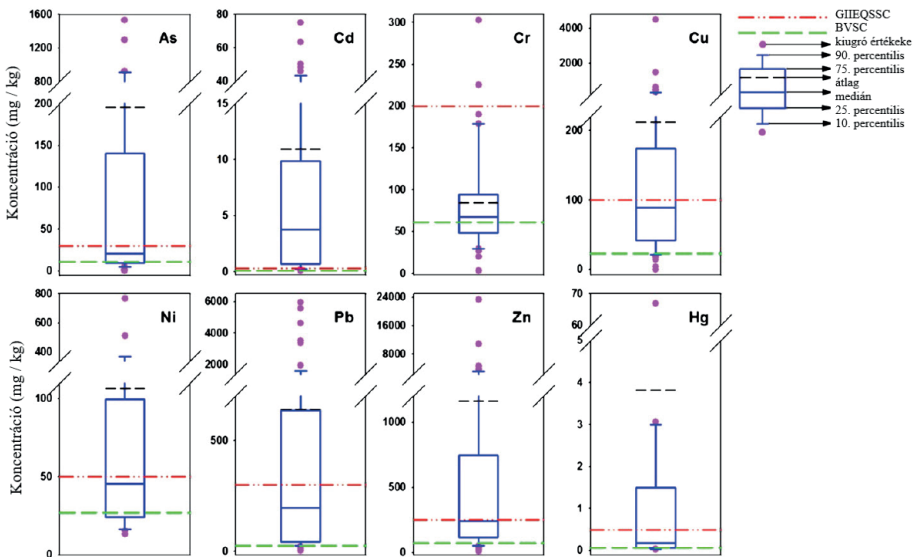 Koncentráció (mg / kg)
1600
1200
800
200
150
100
50
0
As
80
60
40
15
10
5
0
Cd
300
250
200
150
100
50
0
Cr
4000
2000
200
100
0
Cu
GIIEQSSC
BVSC
kiugró értékeke
90. percentilis
75. percentilis
átlag
medián
25. percentilis
10. percentilis
Koncentráció (mg / kg)
800
600
400
100
50
0
Ni
6000
4000
2000
500
0
Pb
24000
16000
8000
1000
500
0
Zn
70
60
5
4
3
2
1
0
Hg